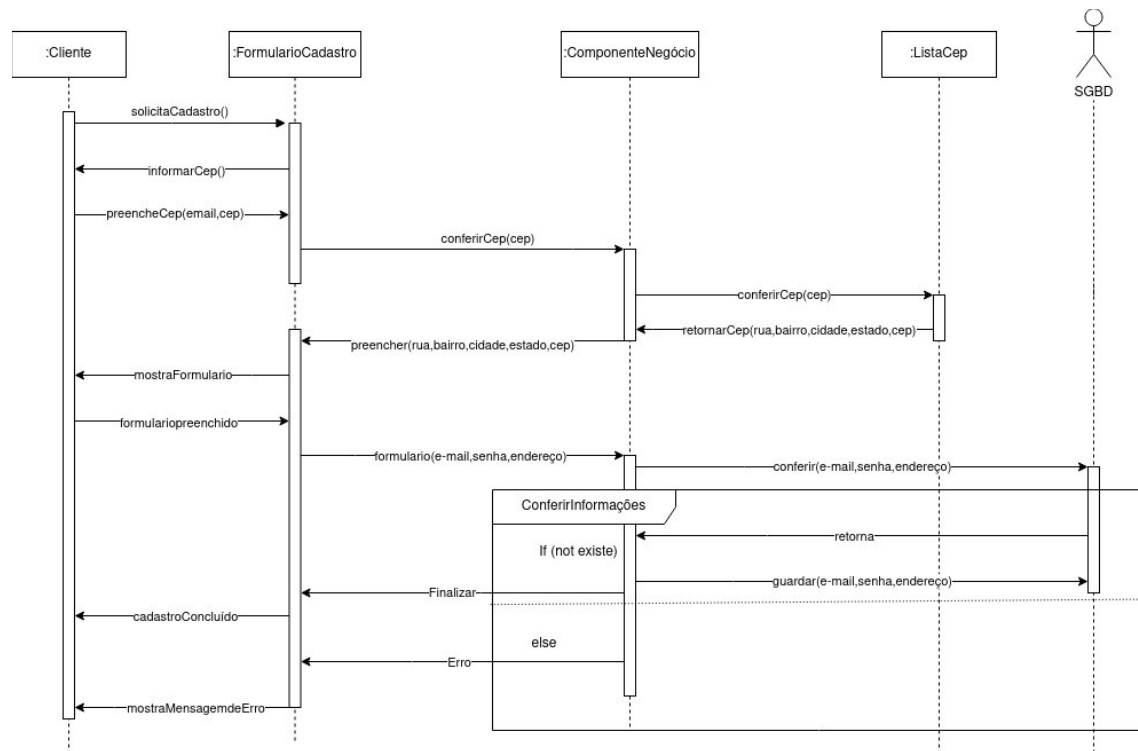 :Cliente
:FormularioCadastro
:ComponenteNegócio
:ListaCep
SGBD
solicitaCadastro()
informarCep()
preencheCep(email,cep)
conferirCep(cep)
conferirCep(cep)
retornarCep(rua,bairro,cidade,estado,cep)
preencher(rua,bairro,cidade,estado,cep)
mostraFormulario
formulariopreenchido
formulario(e-mail,senha,endereço)
conferir(e-mail,senha,endereço)
ConferirInformações
retorna
If (not existe)
guardar(e-mail,senha,endereço)
Finalizar
cadastroConcluído
else
Erro
mostraMensagemdeErro